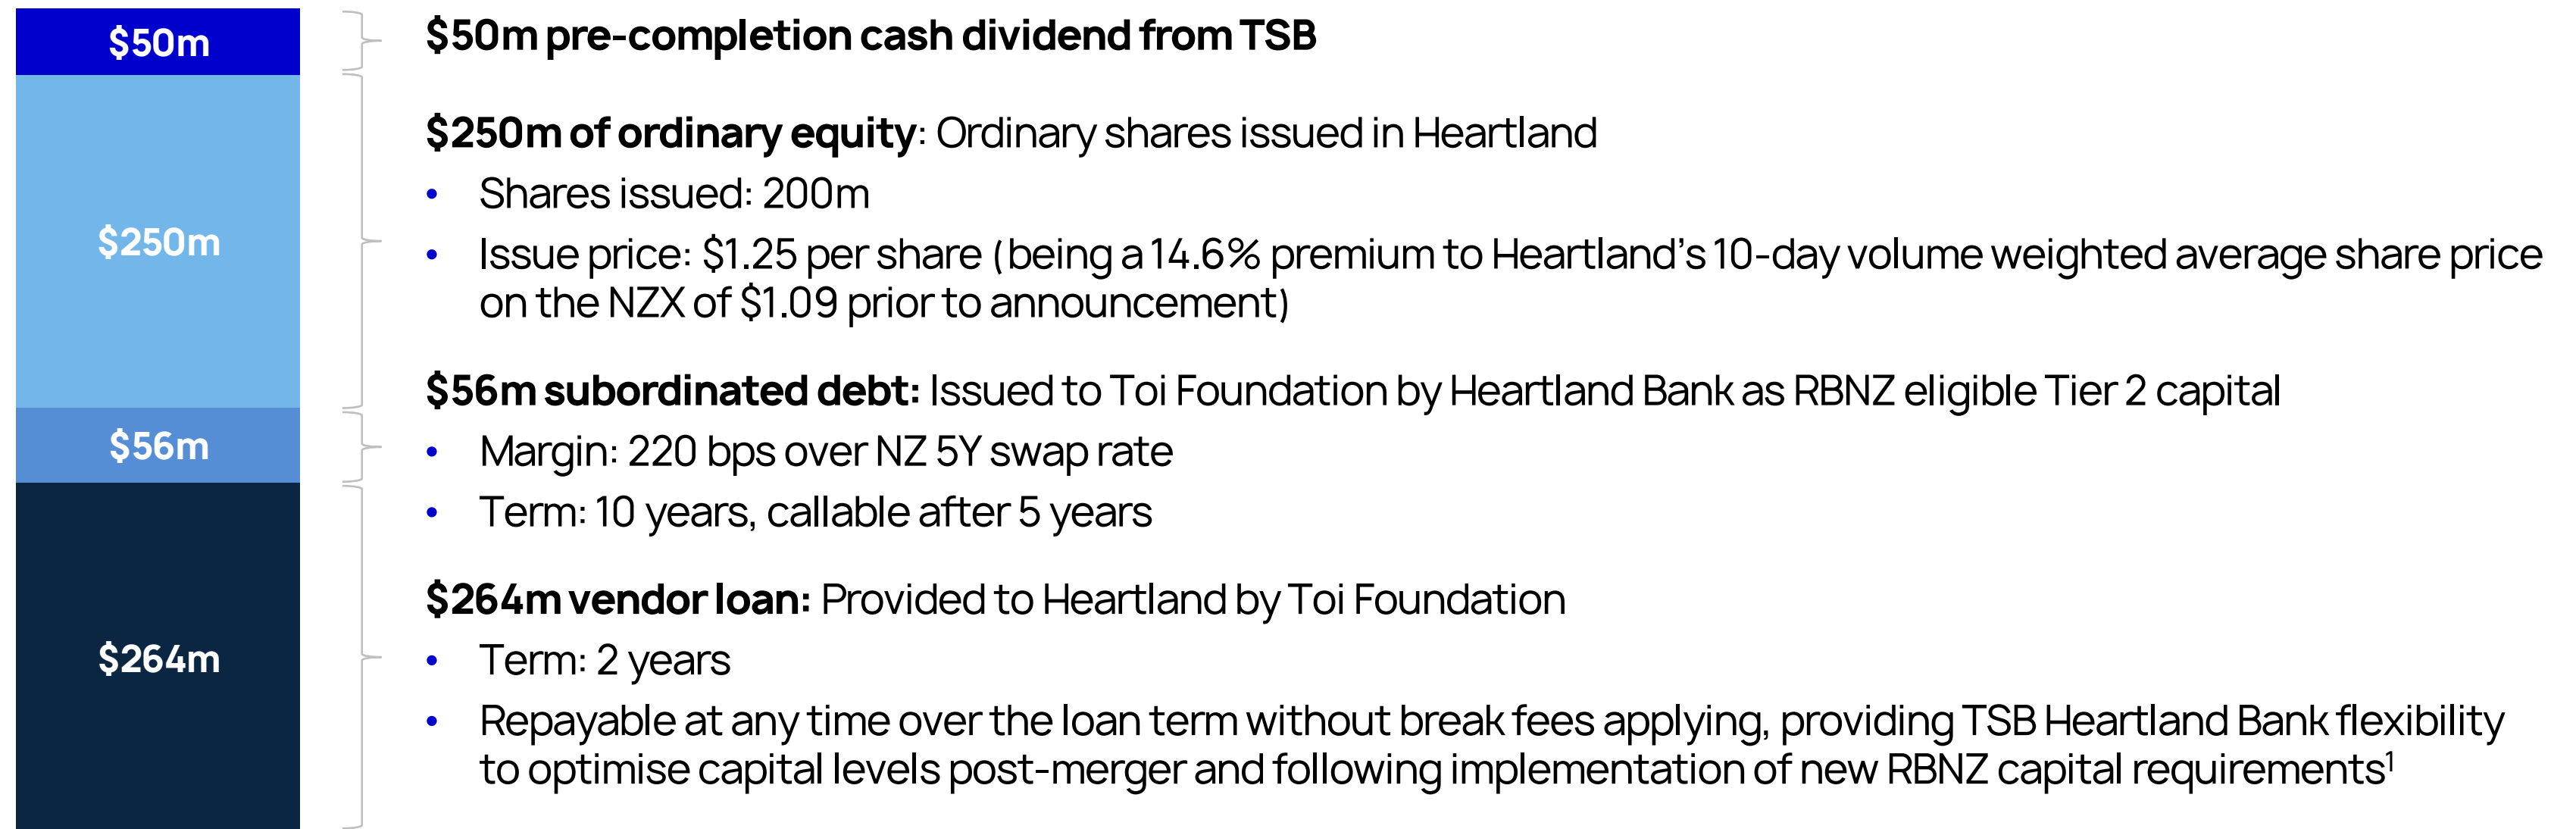 $50m
$50m pre-completion cash dividend from TSB
$250m
$250m of ordinary equity: Ordinary shares issued in Heartland
• Shares issued: 200m
• Issue price: $1.25 per share (being a 14.6% premium to Heartland's 10-day volume weighted average share price
on the NZX of $1.09 prior to announcement)
$56m
$56m subordinated debt: Issued to Toi Foundation by Heartland Bank as RBNZ eligible Tier 2 capital
• Margin: 220 bps over NZ 5Y swap rate
• Term: 10 years, callable after 5 years
$264m
$264m vendor loan: Provided to Heartland by Toi Foundation
• Term: 2 years
• Repayable at any time over the loan term without break fees applying, providing TSB Heartland Bank flexibility
to optimise capital levels post-merger and following implementation of new RBNZ capital requirements¹